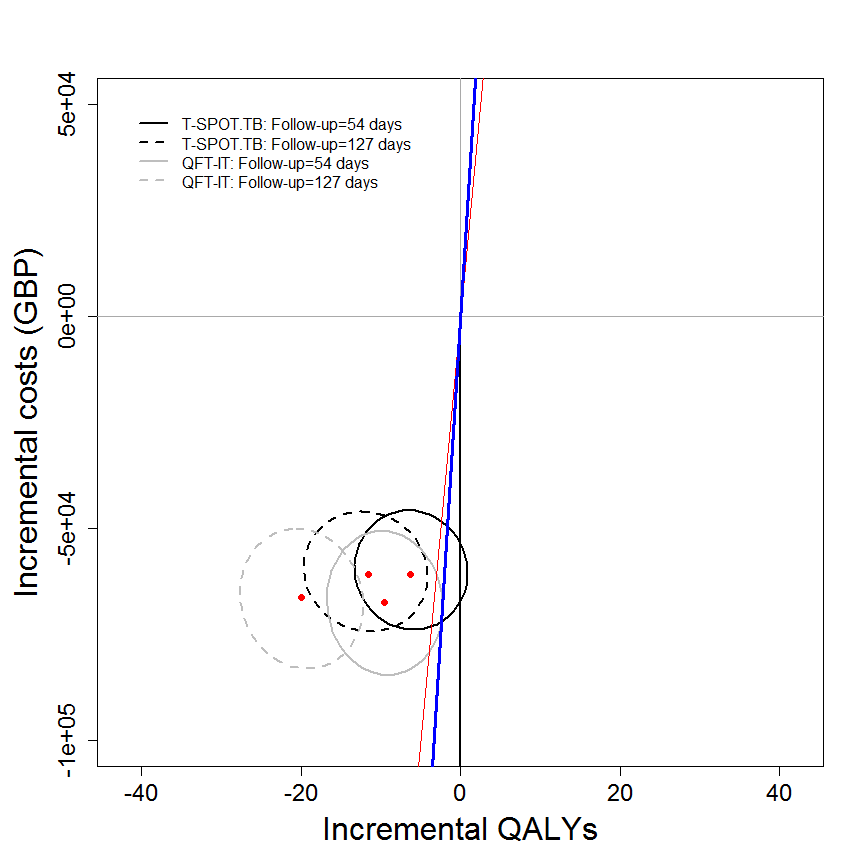 T-SPOT.TB: Follow-up=54 days
T-SPOT.TB: Follow-up=127 days
QFT-IT: Follow-up=54 days
QFT-IT: Follow-up=127 days
Incremental costs (GBP)
5e+04
0e+00
-5e+04
-1e+05
-40 -20 0 20 40
Incremental QALYs